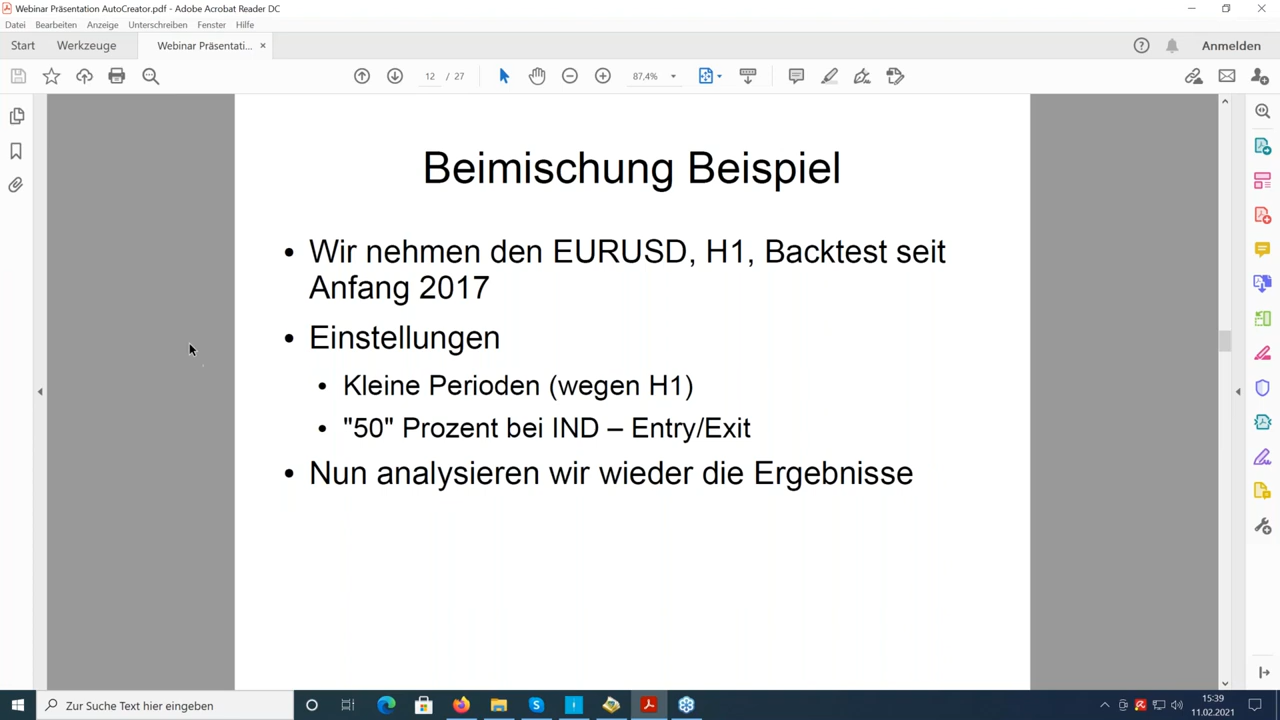 Webinar Präsentation AutoCreator.pdf - Adobe Acrobat Reader DC
Datei Bearbeiten Anzeige Unterschreiben Fenster Hilfe
Start Werkzeuge Webinar Präsentati... × Anmelden
12 / 27 87,4%
Beimischung Beispiel
• Wir nehmen den EURUSD, H1, Backtest seit
Anfang 2017
• Einstellungen
• Kleine Perioden (wegen H1)
• "50" Prozent bei IND – Entry/Exit
• Nun analysieren wir wieder die Ergebnisse
Zur Suche Text hier eingeben
15:39
11.02.2021